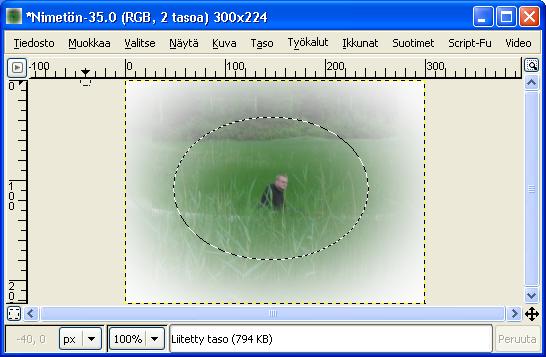 *Nimetön-35.0 (RGB, 2 tasoa) 300x224
Tiedosto Muokkaa Valitse Näytä Kuva Taso Työkalut Ikkunat Suotimet Script-Fu Video
-100 0 100 200 300
0
100
2
-40, 0 px 100% Liitetty taso (794 KB) Peruuta